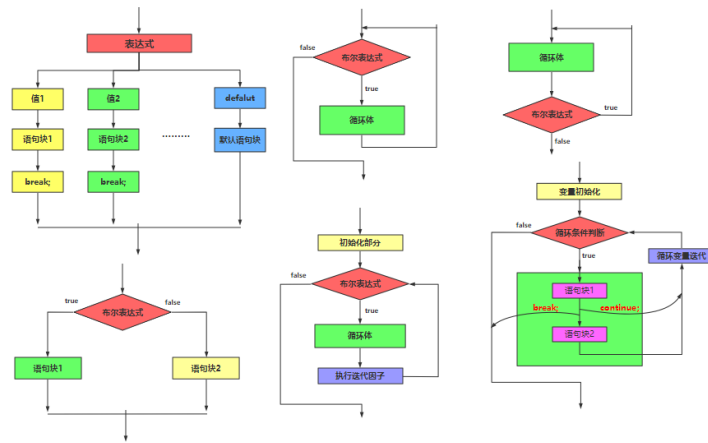 表达式
值1
值2
defalut
语句块1
语句块2
.........
默认语句块
break;
break;
false
布尔表达式
true
循环体
循环体
布尔表达式
true
false
变量初始化
false
循环条件判断
true
循环变量迭代
语句块1
break;
continue;
语句块2
初始化部分
false
布尔表达式
true
循环体
执行迭代因子
true
布尔表达式
false
语句块1
语句块2